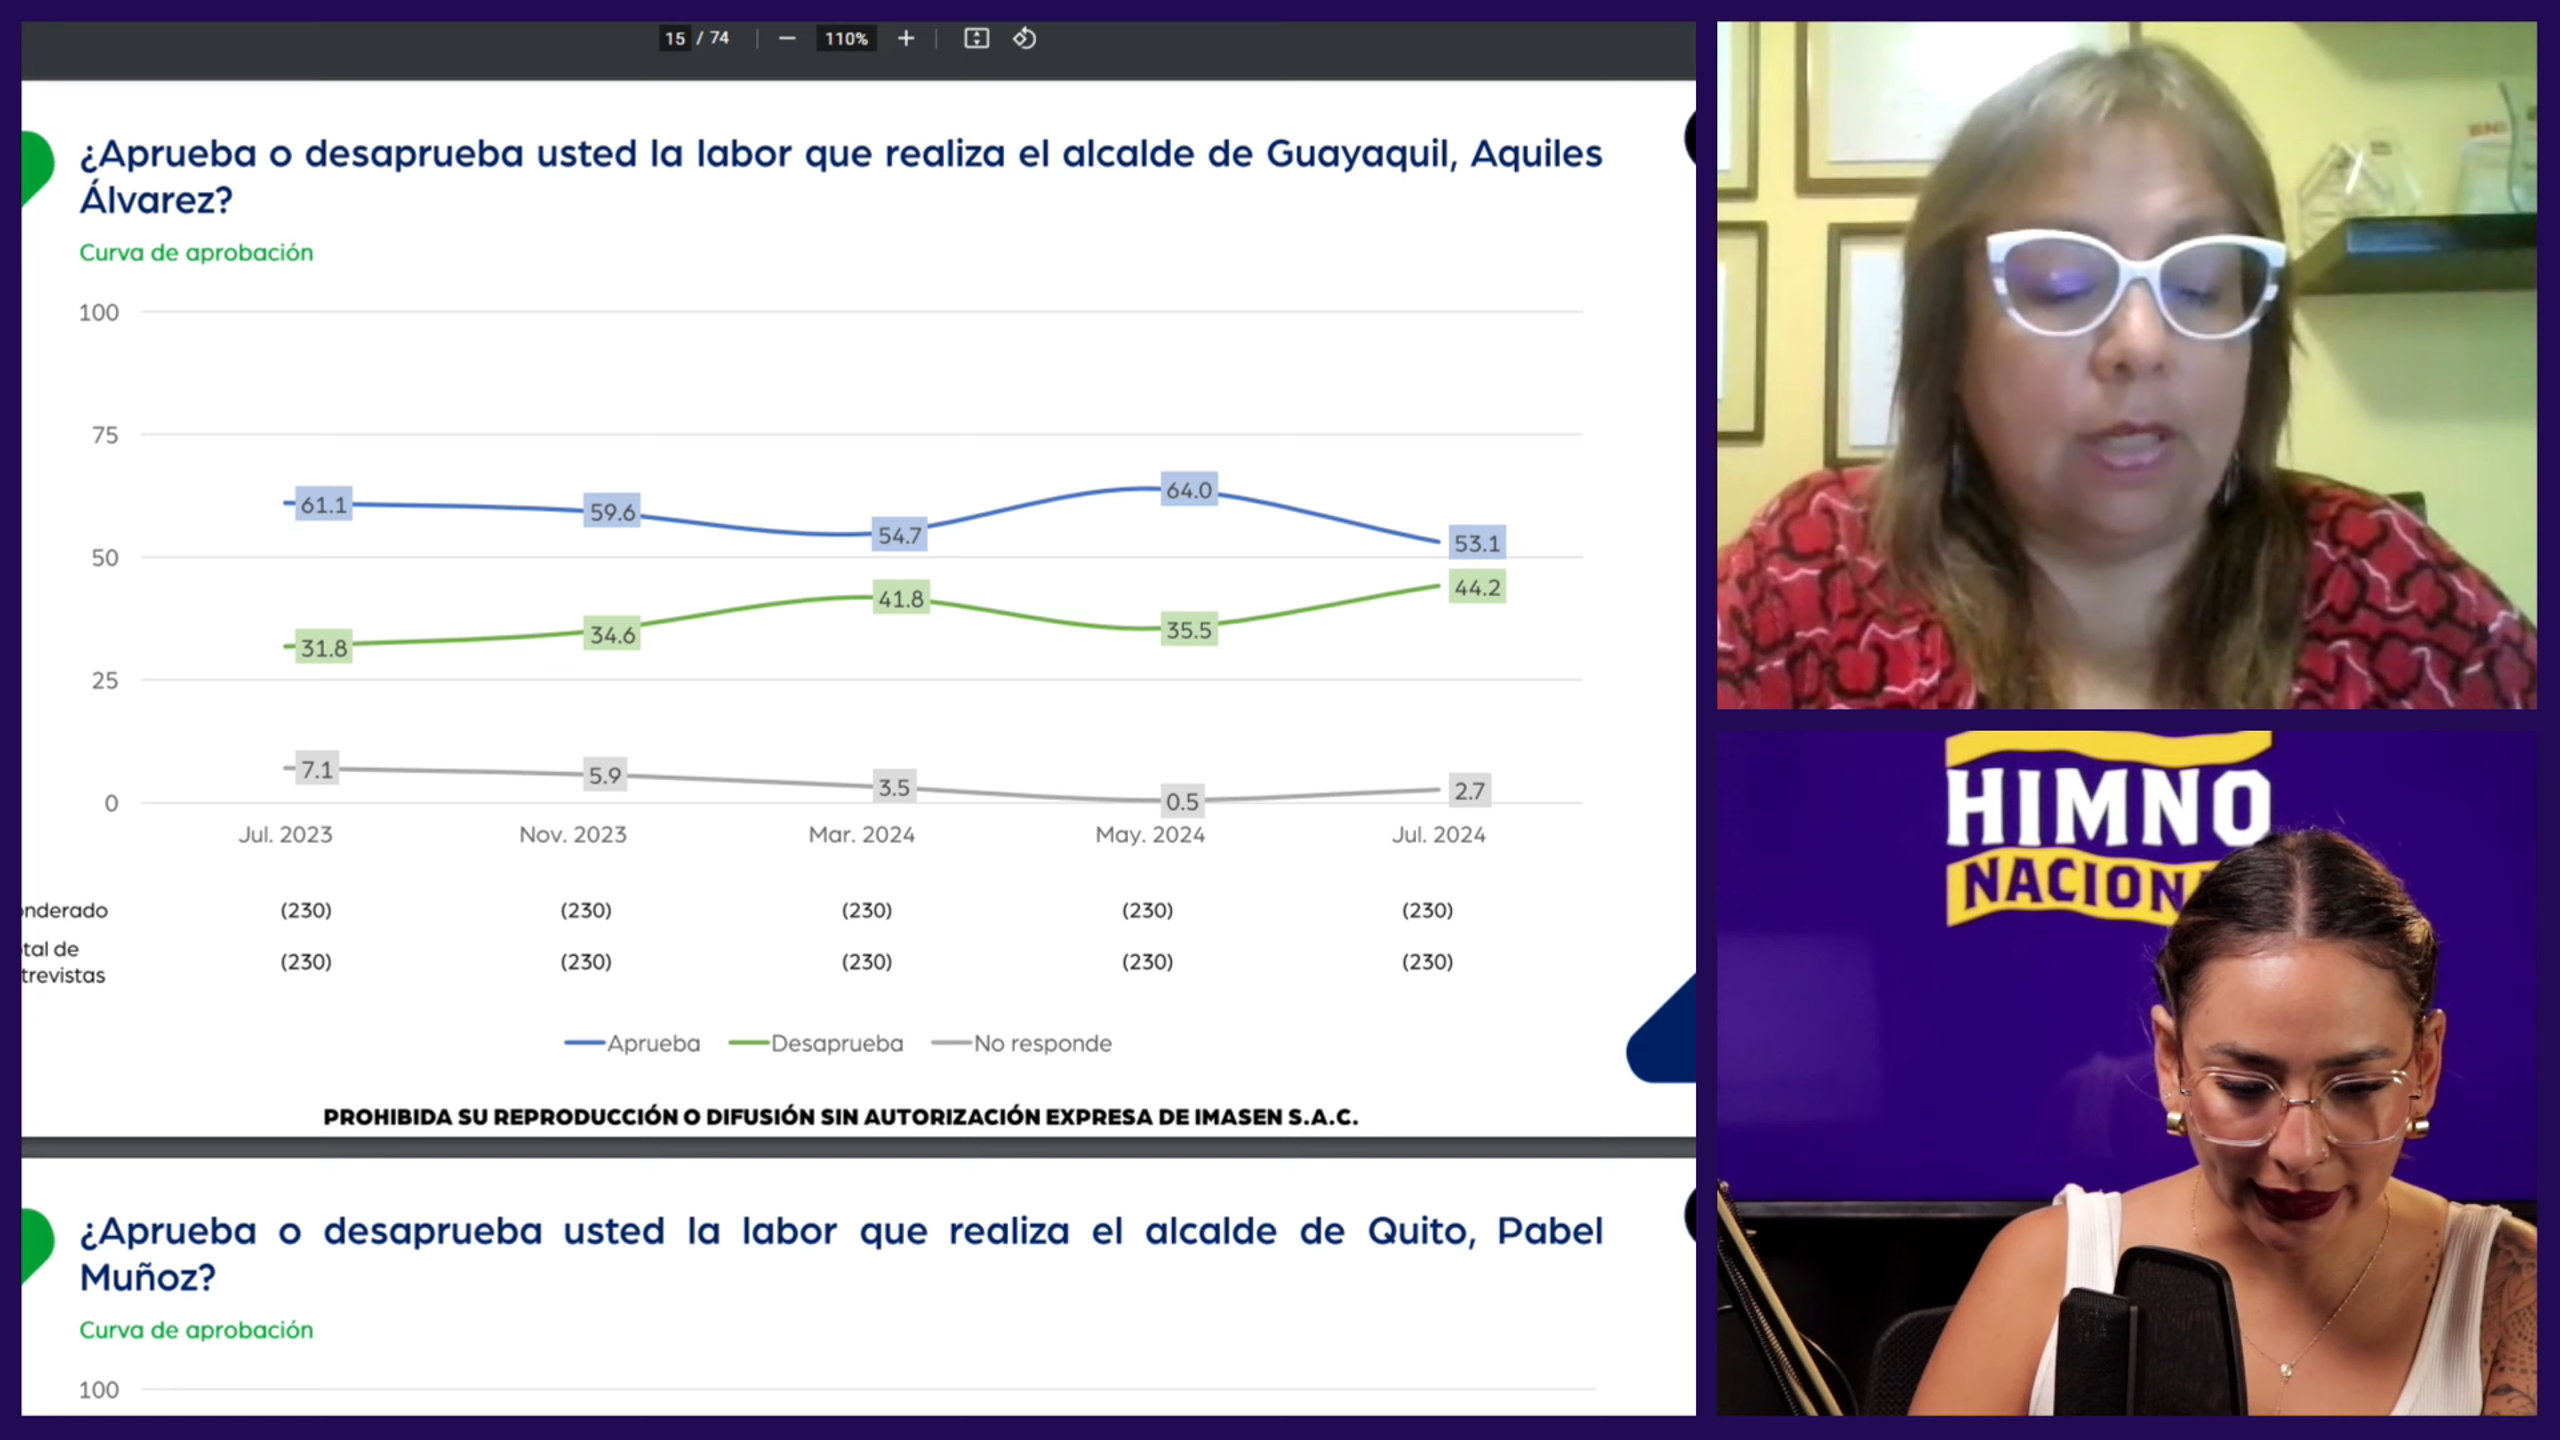 15 / 74
110%
¿Aprueba o desaprueba usted la labor que realiza el alcalde de Guayaquil, Aquiles
Álvarez?
Curva de aprobación
100
75
50
25
0
61.1
59.6
54.7
64.0
53.1
31.8
34.6
41.8
35.5
44.2
7.1
5.9
3.5
0.5
2.7
Jul. 2023 Nov. 2023 Mar. 2024 May. 2024 Jul. 2024
nderado (230) (230) (230) (230) (230)
tal de
trevistas (230) (230) (230) (230) (230)
Aprueba Desaprueba No responde
PROHIBIDA SU REPRODUCCIÓN O DIFUSIÓN SIN AUTORIZACIÓN EXPRESA DE IMASEN S.A.C.
¿Aprueba o desaprueba usted la labor que realiza el alcalde de Quito, Pabel
Muñoz?
Curva de aprobación
100
HIMNO
NACION